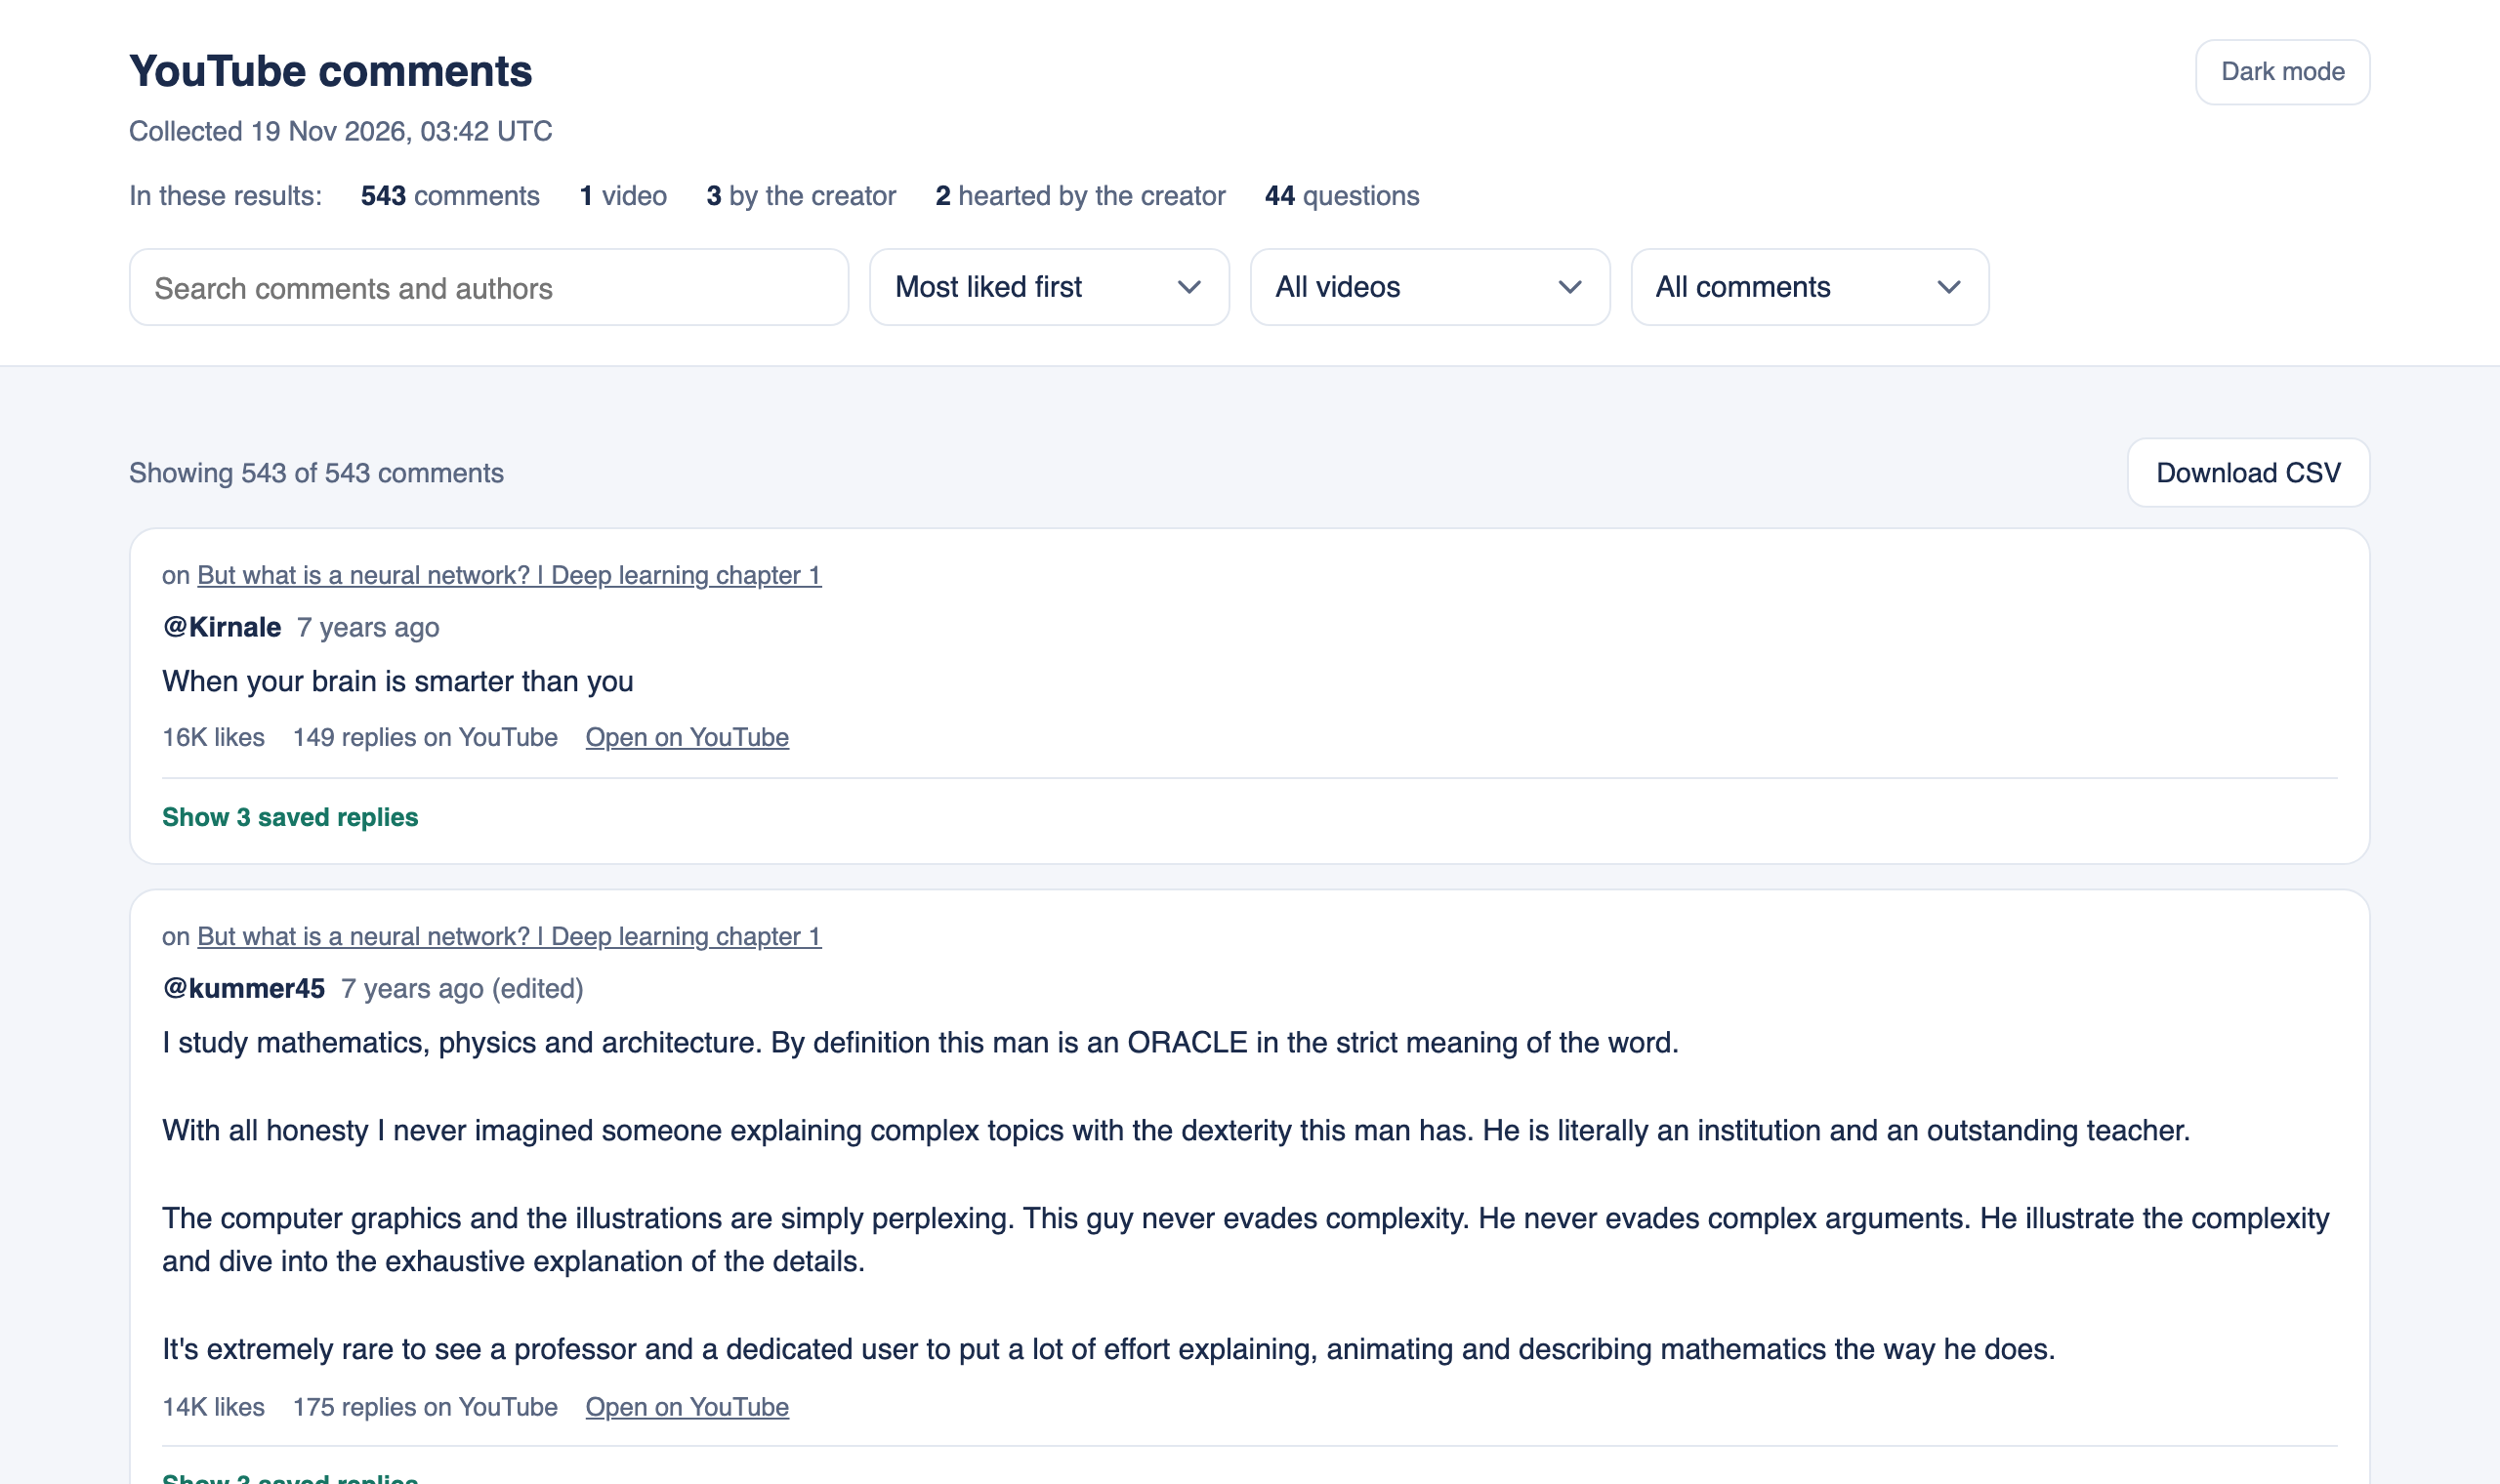 YouTube comments
Dark mode
Collected 19 Nov 2026, 03:42 UTC
In these results: 543 comments 1 video 3 by the creator 2 hearted by the creator 44 questions
Search comments and authors
Most liked first
All videos
All comments
Showing 543 of 543 comments
Download CSV
on But what is a neural network? | Deep learning chapter 1
@Kirnale 7 years ago
When your brain is smarter than you
16K likes 149 replies on YouTube Open on YouTube
Show 3 saved replies
on But what is a neural network? | Deep learning chapter 1
@kummer45 7 years ago (edited)
I study mathematics, physics and architecture. By definition this man is an ORACLE in the strict meaning of the word.
With all honesty I never imagined someone explaining complex topics with the dexterity this man has. He is literally an institution and an outstanding teacher.
The computer graphics and the illustrations are simply perplexing. This guy never evades complexity. He never evades complex arguments. He illustrate the complexity
and dive into the exhaustive explanation of the details.
It's extremely rare to see a professor and a dedicated user to put a lot of effort explaining, animating and describing mathematics the way he does.
14K likes 175 replies on YouTube Open on YouTube
Show 3 saved replies